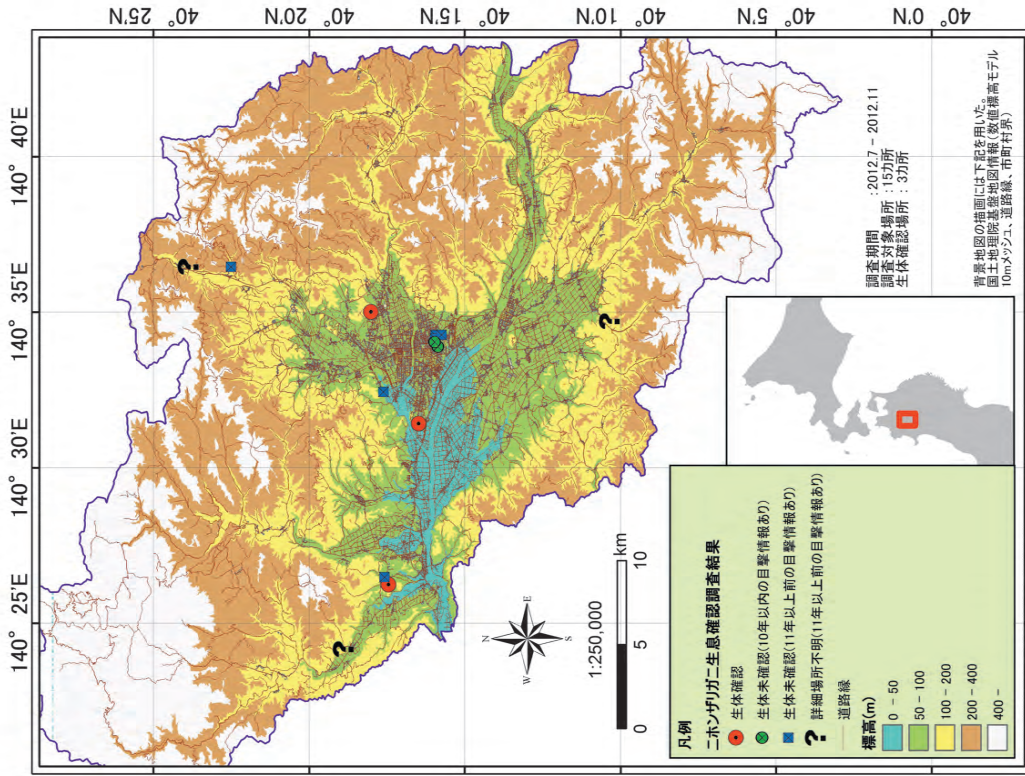 140° 25'E
140° 30'E
140° 35'E
140° 40'E
40° 25'N
40° 20'N
40° 15'N
40° 10'N
40° 5'N
40° 0'N
?
?
?
N
E
S
W
1:250,000
0 5 10 km
凡例
ニホンザリガニ生息確認調査結果
生体確認
生体未確認(10年以内の目撃情報あり)
生体未確認(11年以上前の目撃情報あり)
? 詳細場所不明(11年以上前の目撃情報あり)
道路縁
標高(m)
0 - 50
50 - 100
100 - 200
200 - 400
400 -
調査期間 : 2012.7 - 2012.11
調査対象場所 : 15カ所
生体確認場所 : 3カ所
背景地図の描画には下記を用いた。
国土地理院基盤地図情報(数値標高モデル
10mメッシュ、道路縁、市町村界)